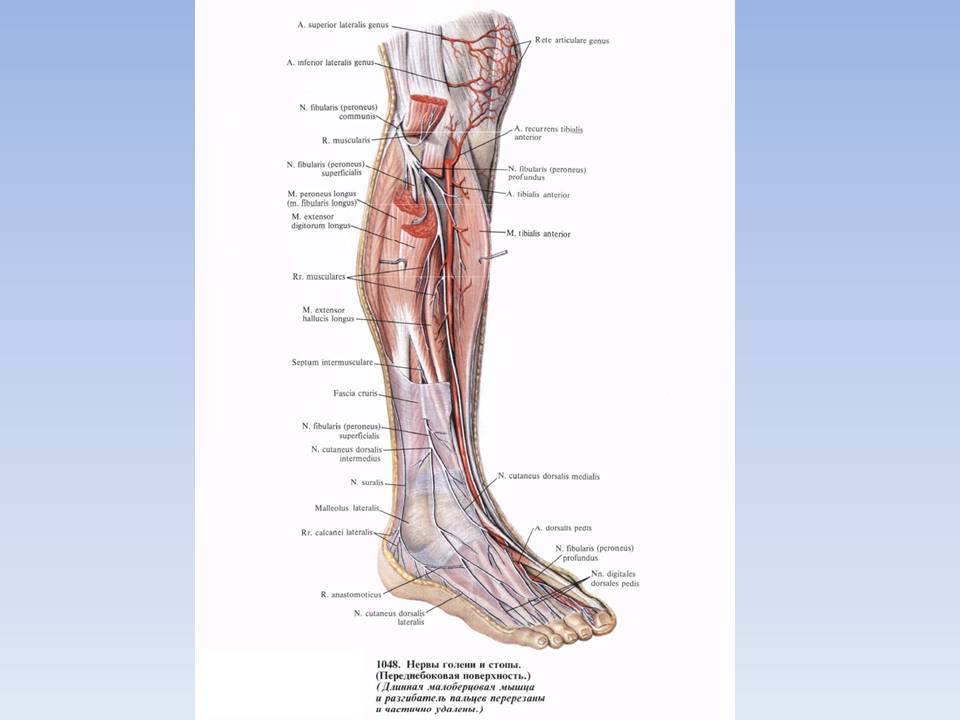 A. superior lateralis genus
Rete articulare genus
A. inferior lateralis genus
N. fibularis (peroneus)
communis
R. muscularis
A. recurrens tibialis
anterior
N. fibularis (peroneus)
superficialis
N. fibularis (peroneus)
profundus
M. peroneus longus
(m. fibularis longus)
A. tibialis anterior
M. extensor
digitorum longus
M. tibialis anterior
Rr. musculares
M. extensor
hallucis longus
Septum intermusculare
Fascia cruris
N. fibularis (peroneus)
superficialis
N. cutaneus dorsalis
intermedius
N. cutaneus dorsalis medialis
N. suralis
Malleolus lateralis
Rr. calcanei lateralis
A. dorsalis pedis
N. fibularis (peroneus)
profundus
Nn. digitales
dorsales pedis
R. anastomoticus
N. cutaneus dorsalis
lateralis
1048. Нервы голени и стопы.
(Переднебоковая поверхность.)
(Длинная малоберцовая мышца
и разгибатель пальцев перерезаны
и частично удалены.)